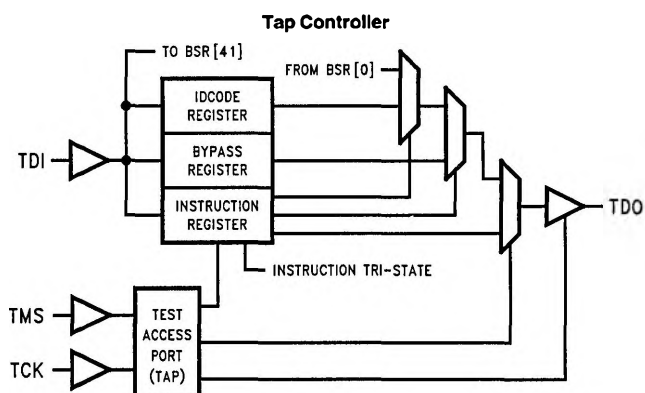 Tap Controller
TO BSR[41]
FROM BSR[0]
IDCODE
REGISTER
BYPASS
REGISTER
INSTRUCTION
REGISTER
TDI
TDO
INSTRUCTION TRI-STATE
TMS
TCK
TEST
ACCESS
PORT
(TAP)